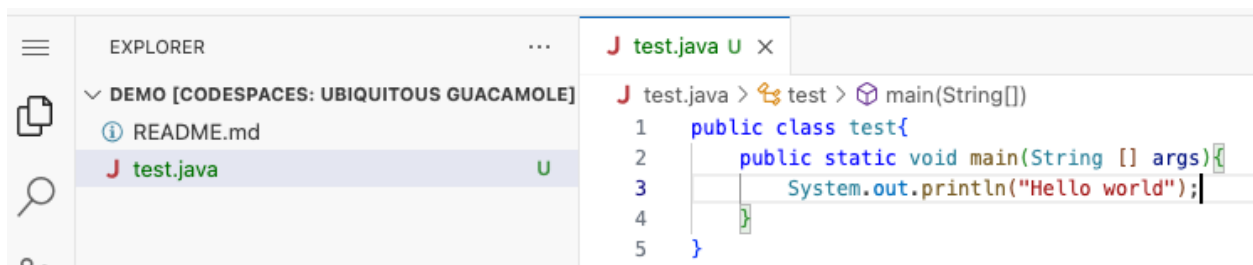 EXPLORER ...
DEMO [CODESPACES: UBIQUITOUS GUACAMOLE]
README.md
J test.java U
J test.java U ×
J test.java > test > main(String[])
1 public class test{
2 public static void main(String [] args){
3 System.out.println("Hello world");
4 }
5 }